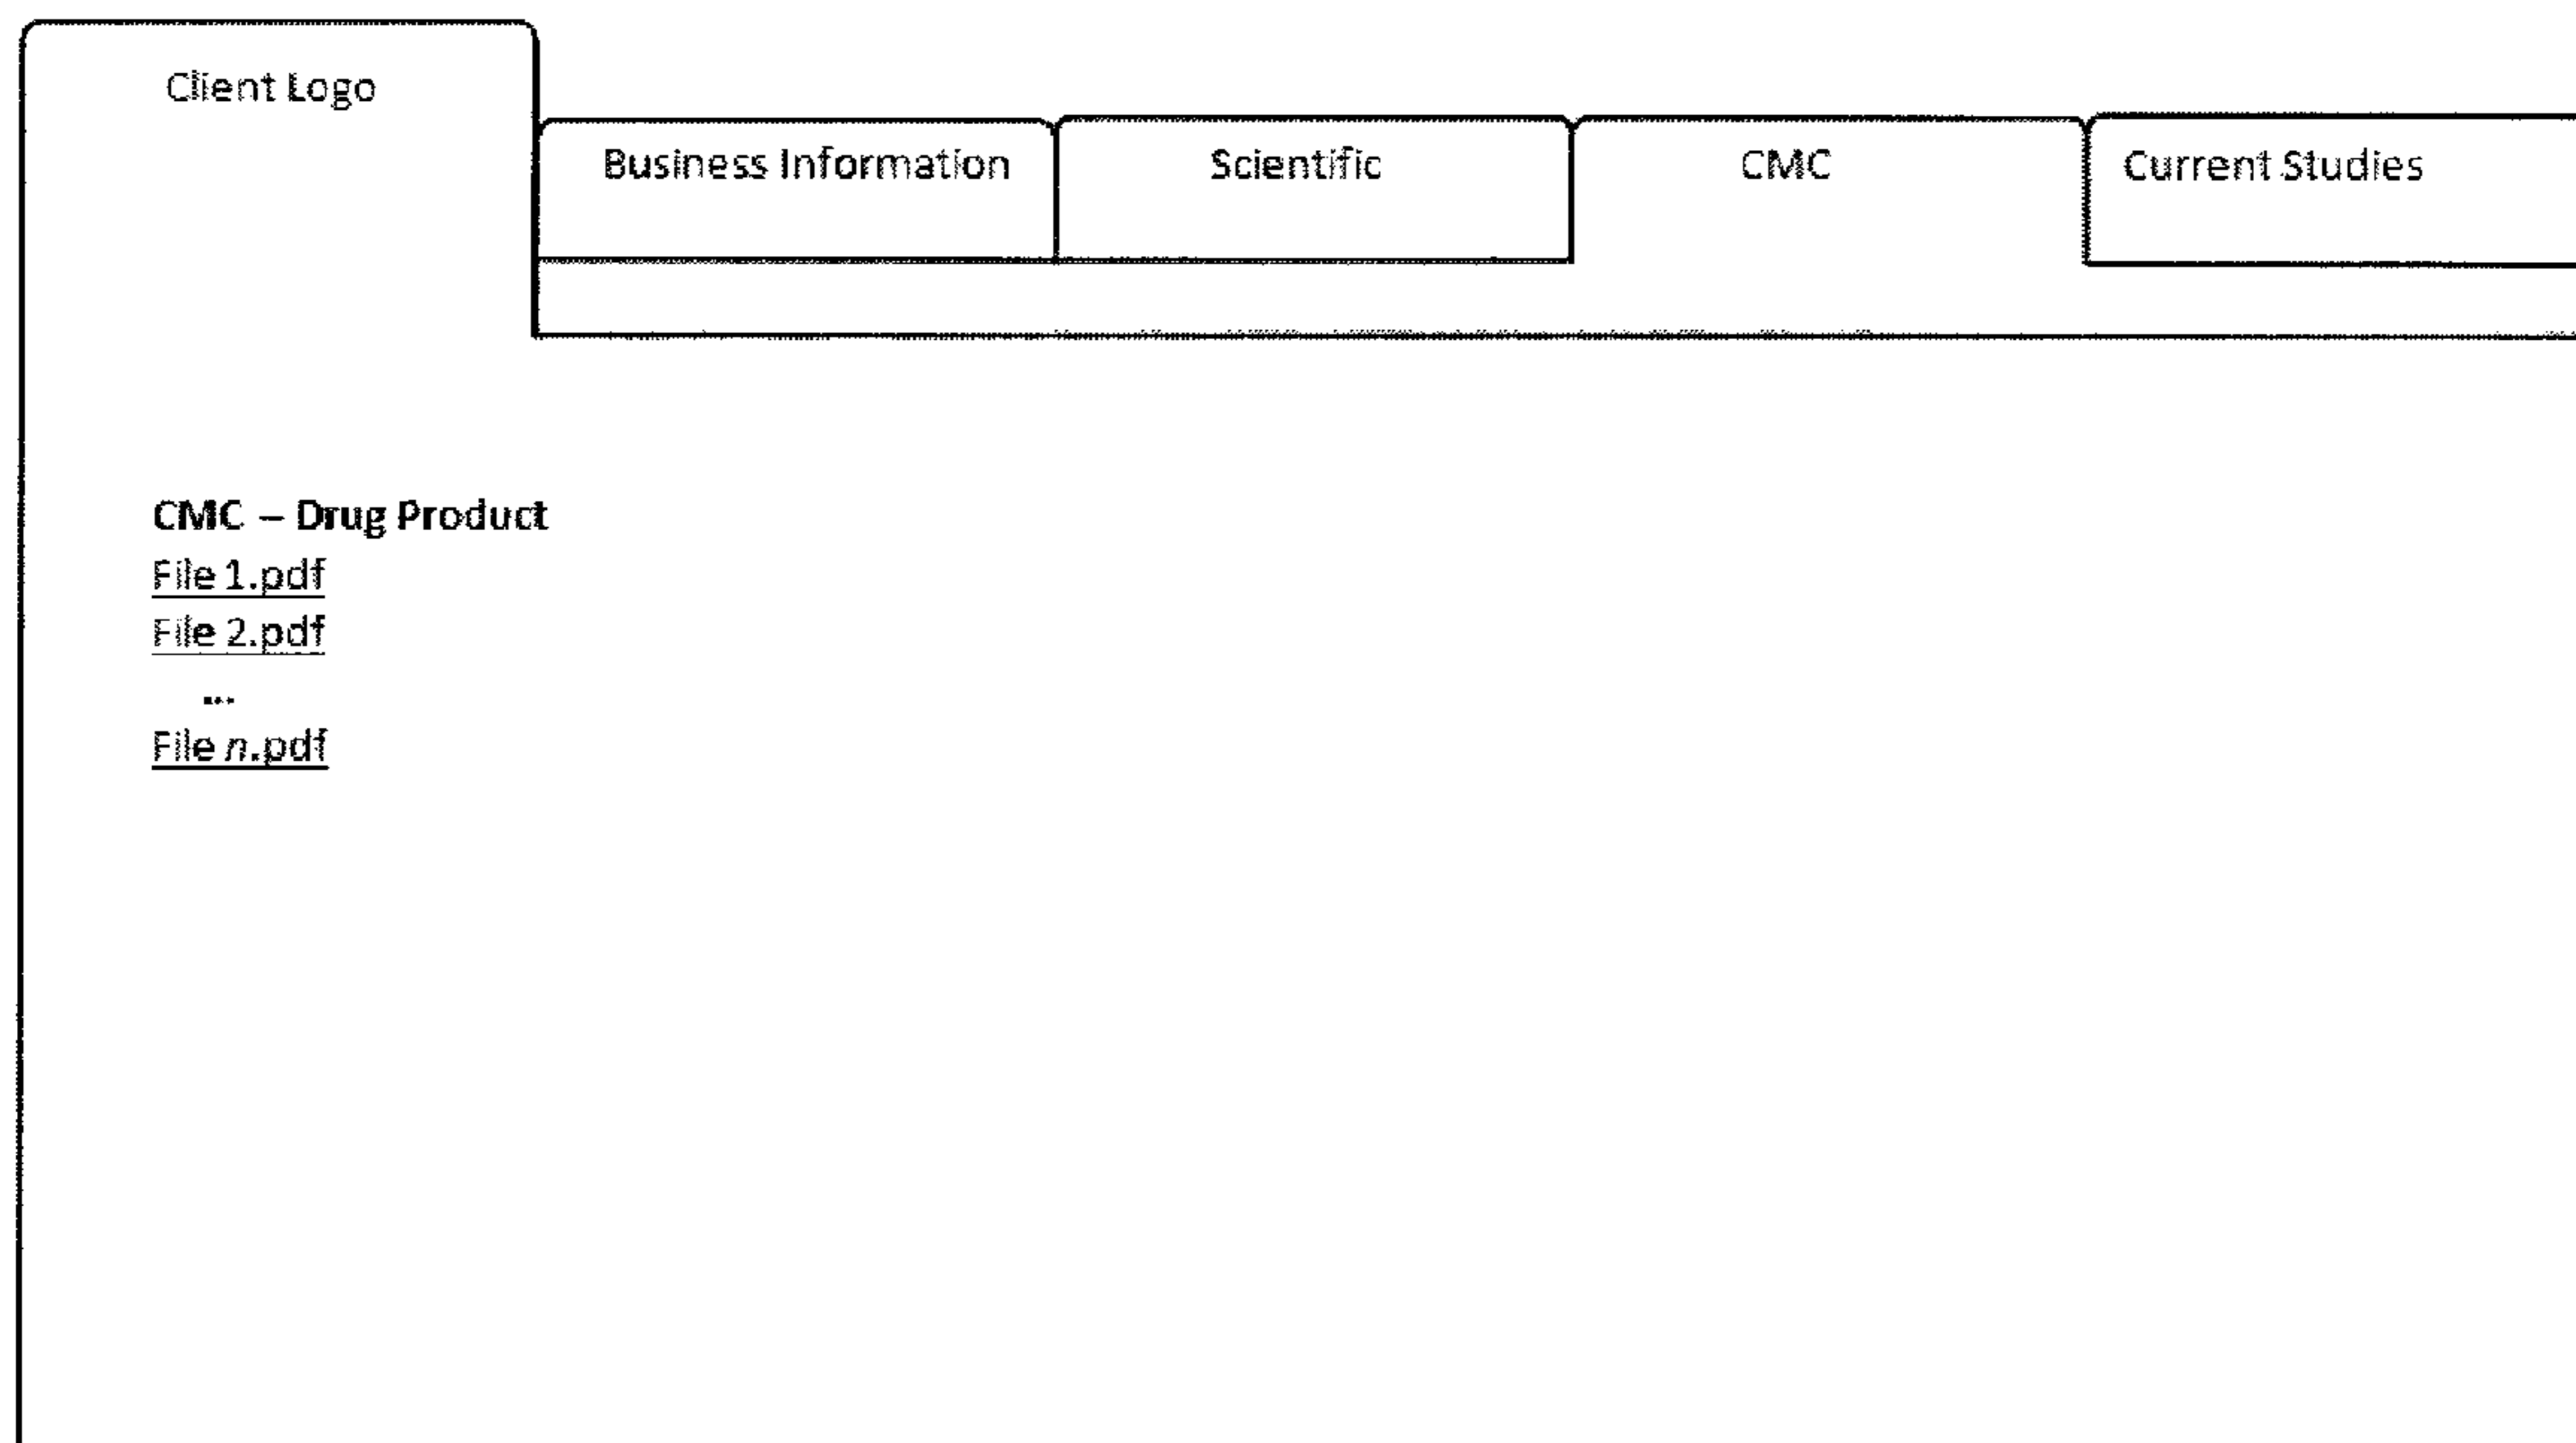 Client Logo
Business Information
Scientific
CMC
Current Studies
CMC – Drug Product
File 1.pdf
File 2.pdf
...
File n.pdf